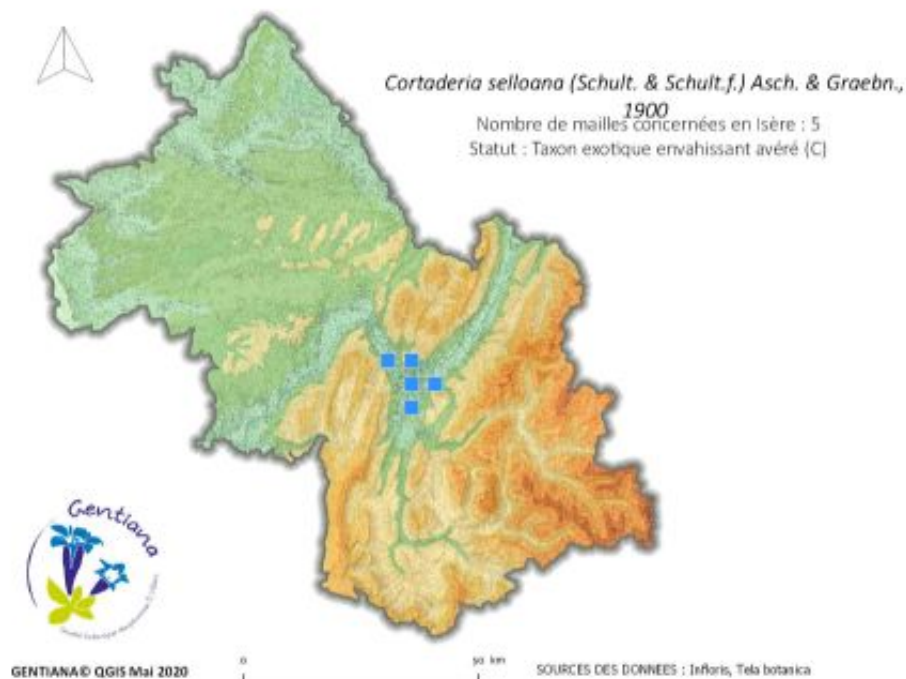 Cortaderia selloana (Schult. & Schult.f.) Asch. & Graebn.,
1900
Nombre de mailles concernées en Isère : 5
Statut : Taxon exotique envahissant avéré (C)
Gentiana
0
50 km
GENTIANA© QGIS Mai 2020
SOURCES DES DONNEES : Infloris, Tela botanica